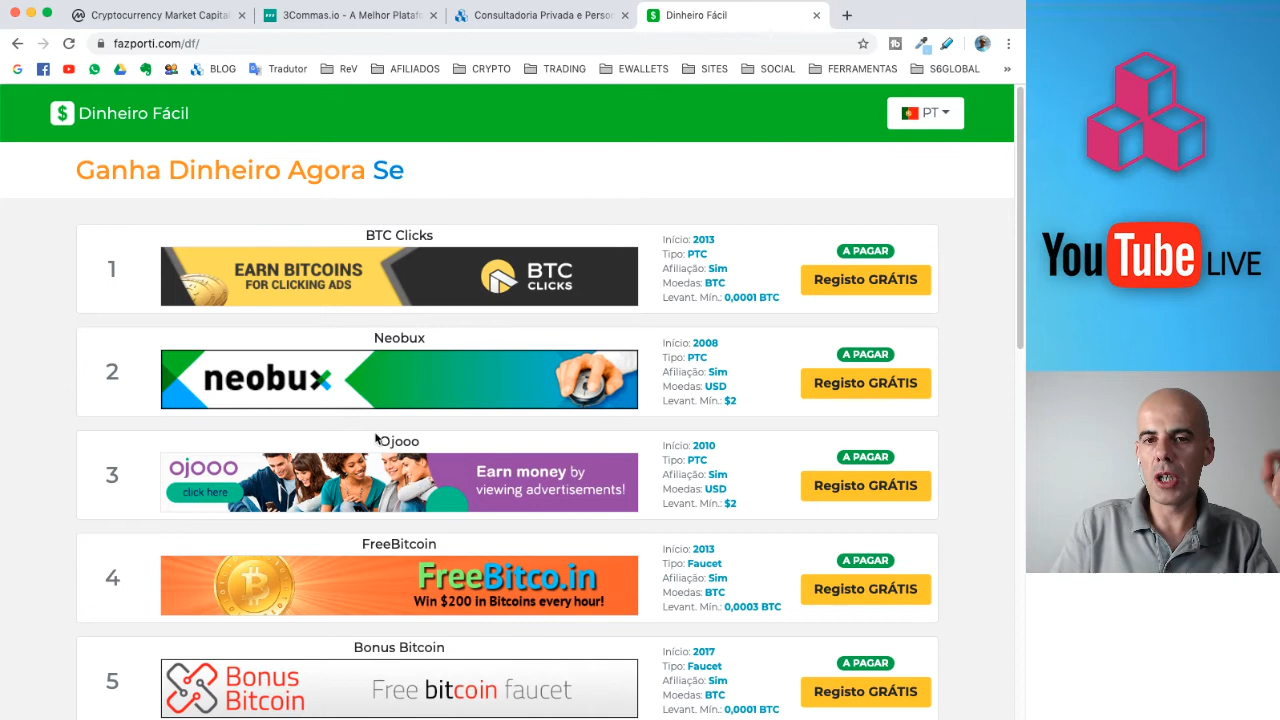 Cryptocurrency Market Capital
3Commas.io - A Melhor Platafo
Consultadoria Privada e Person
Dinheiro Fácil
fazporti.com/df/
BLOG
Tradutor
ReV
AFILIADOS
CRYPTO
TRADING
EWALLETS
SITES
SOCIAL
FERRAMENTAS
S6GLOBAL
»
$ Dinheiro Fácil
PT
Ganha Dinheiro Agora Se
BTC Clicks
1
EARN BITCOINS
FOR CLICKING ADS
BTC
CLICKS
Início: 2013
Tipo: PTC
Afiliação: Sim
Moedas: BTC
Levant. Mín.: 0,0001 BTC
A PAGAR
Registo GRÁTIS
Neobux
2
neobux
Início: 2008
Tipo: PTC
Afiliação: Sim
Moedas: USD
Levant. Mín.: $2
A PAGAR
Registo GRÁTIS
Ojooo
3
ojooo
click here
Earn money by
viewing advertisements!
Início: 2010
Tipo: PTC
Afiliação: Sim
Moedas: USD
Levant. Mín.: $2
A PAGAR
Registo GRÁTIS
FreeBitcoin
4
FreeBitco.in
Win $200 in Bitcoins every hour!
Início: 2013
Tipo: Faucet
Afiliação: Sim
Moedas: BTC
Levant. Mín.: 0,0003 BTC
A PAGAR
Registo GRÁTIS
Bonus Bitcoin
5
Bonus
Bitcoin
Free bitcoin faucet
Início: 2017
Tipo: Faucet
Afiliação: Sim
Moedas: BTC
Levant. Mín.: 0,0001 BTC
A PAGAR
Registo GRÁTIS
YouTube LIVE